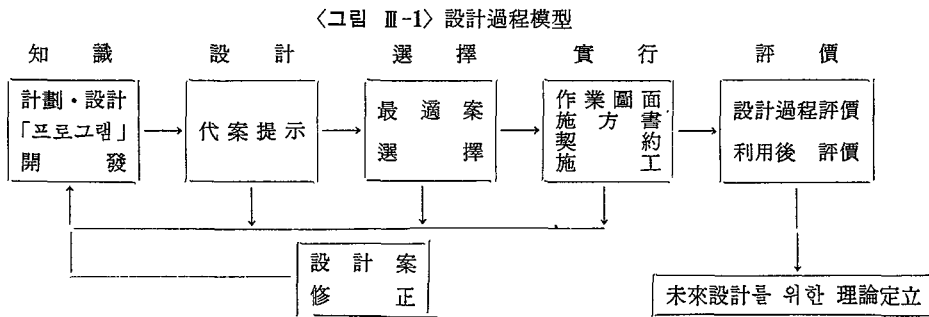 〈그림 Ⅲ-1〉 設計過程模型
知識 設計 選擇 實行 評價
計劃·設計
「프로그램」
開發
代案提示
最適案
選擇
作業圖面
施方書
契約
施工
設計過程評價
利用後 評價
設計案
修正
未來設計를 위한 理論定立